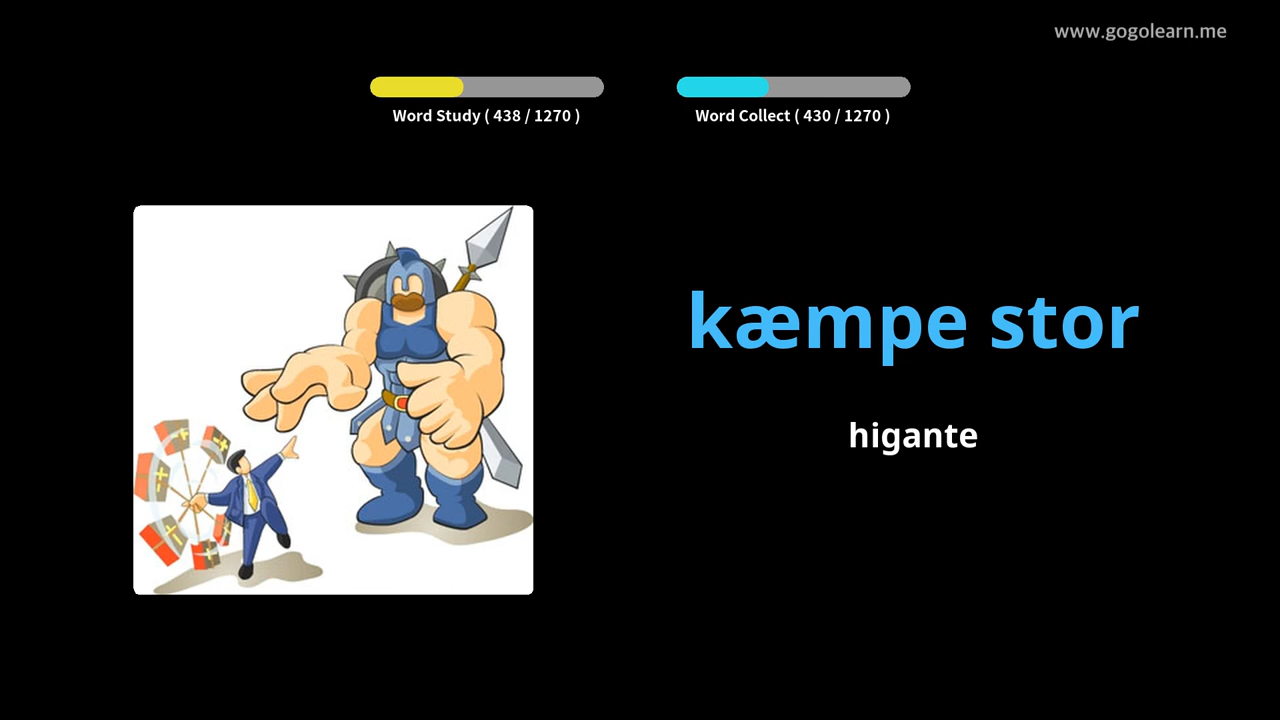 www.gogolearn.me
Word Study ( 438 / 1270 )
Word Collect ( 430 / 1270 )
kæmpe stor
higante